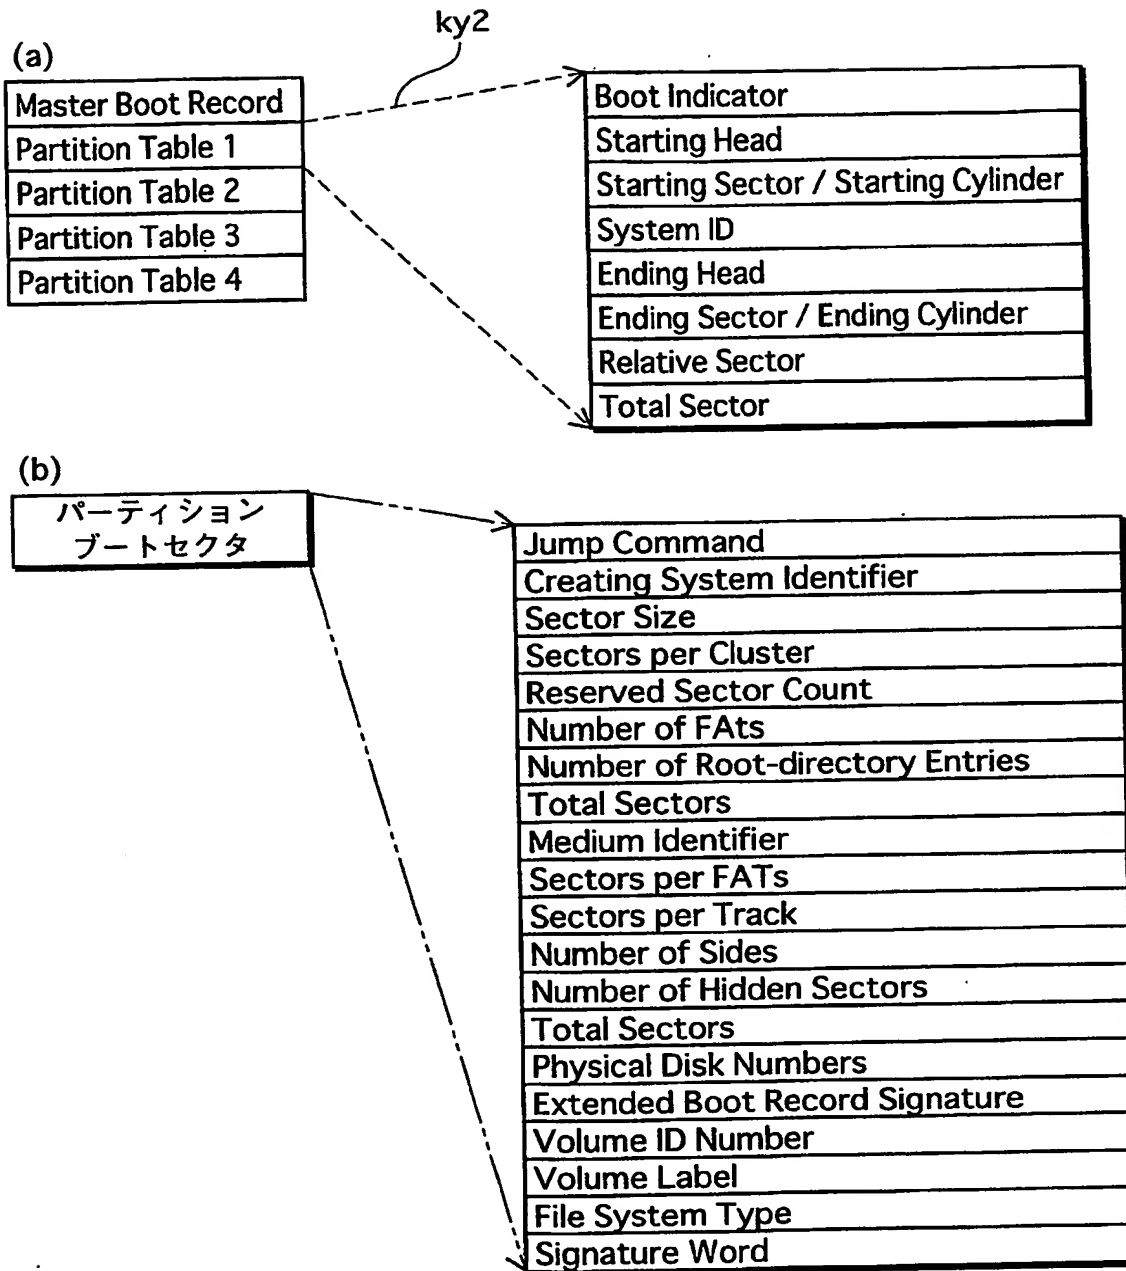 ky2
(a)
Master Boot Record
Partition Table 1
Partition Table 2
Partition Table 3
Partition Table 4
Boot Indicator
Starting Head
Starting Sector / Starting Cylinder
System ID
Ending Head
Ending Sector / Ending Cylinder
Relative Sector
Total Sector
(b)
パーティション
ブートセクタ
Jump Command
Creating System Identifier
Sector Size
Sectors per Cluster
Reserved Sector Count
Number of FAts
Number of Root-directory Entries
Total Sectors
Medium Identifier
Sectors per FATs
Sectors per Track
Number of Sides
Number of Hidden Sectors
Total Sectors
Physical Disk Numbers
Extended Boot Record Signature
Volume ID Number
Volume Label
File System Type
Signature Word